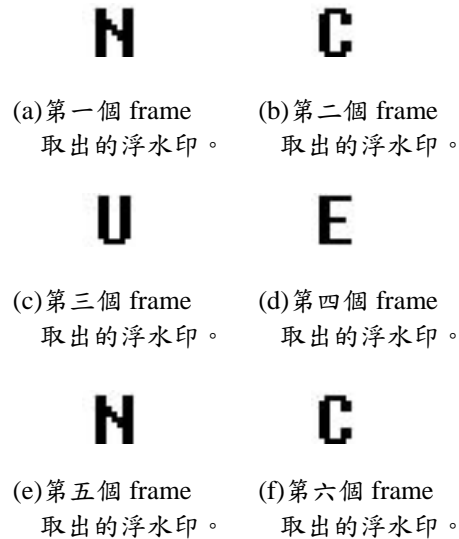 N C
(a)第一個 frame
取出的浮水印。
(b)第二個 frame
取出的浮水印。
U E
(c)第三個 frame
取出的浮水印。
(d)第四個 frame
取出的浮水印。
N C
(e)第五個 frame
取出的浮水印。
(f)第六個 frame
取出的浮水印。